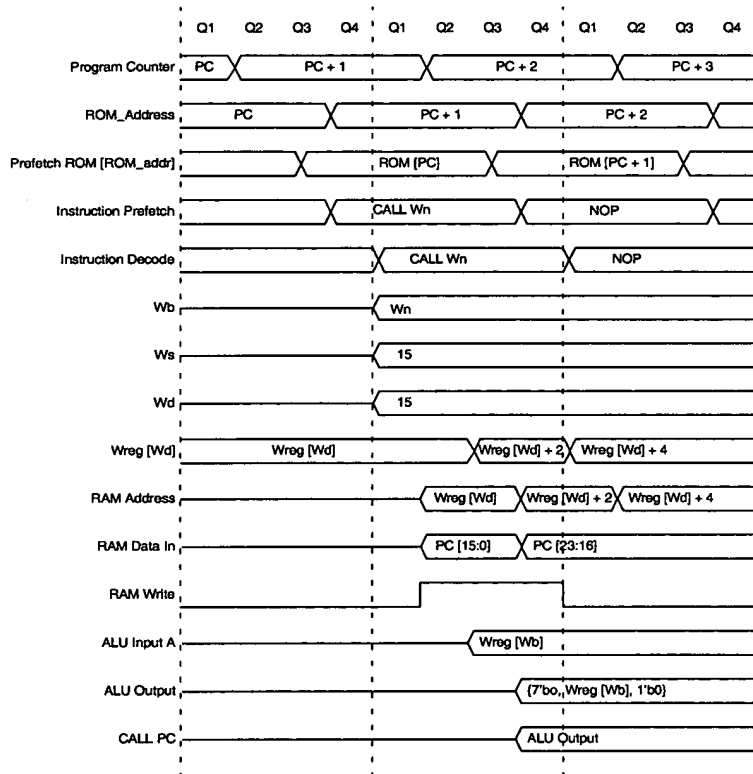 Q1 Q2 Q3 Q4 Q1 Q2 Q3 Q4 Q1 Q2 Q3 Q4
Program Counter PC PC + 1 PC + 2 PC + 3
ROM_Address PC PC + 1 PC + 2
Prefetch ROM [ROM_addr] ROM [PC} ROM [PC + 1]
Instruction Prefetch CALL Wn NOP
Instruction Decode CALL Wn NOP
Wb Wn
Ws 15
Wd 15
Wreg [Wd] Wreg [Wd] Wreg [Wd] + 2 Wreg [Wd] + 4
RAM Address Wreg [Wd] Wreg [Wd] + 2 Wreg [Wd] + 4
RAM Data In PC [15:0] PC [23:16}
RAM Write
ALU Input A Wreg [Wb]
ALU Output {7'bo, Wreg [Wb], 1'b0}
CALL PC ALU Output